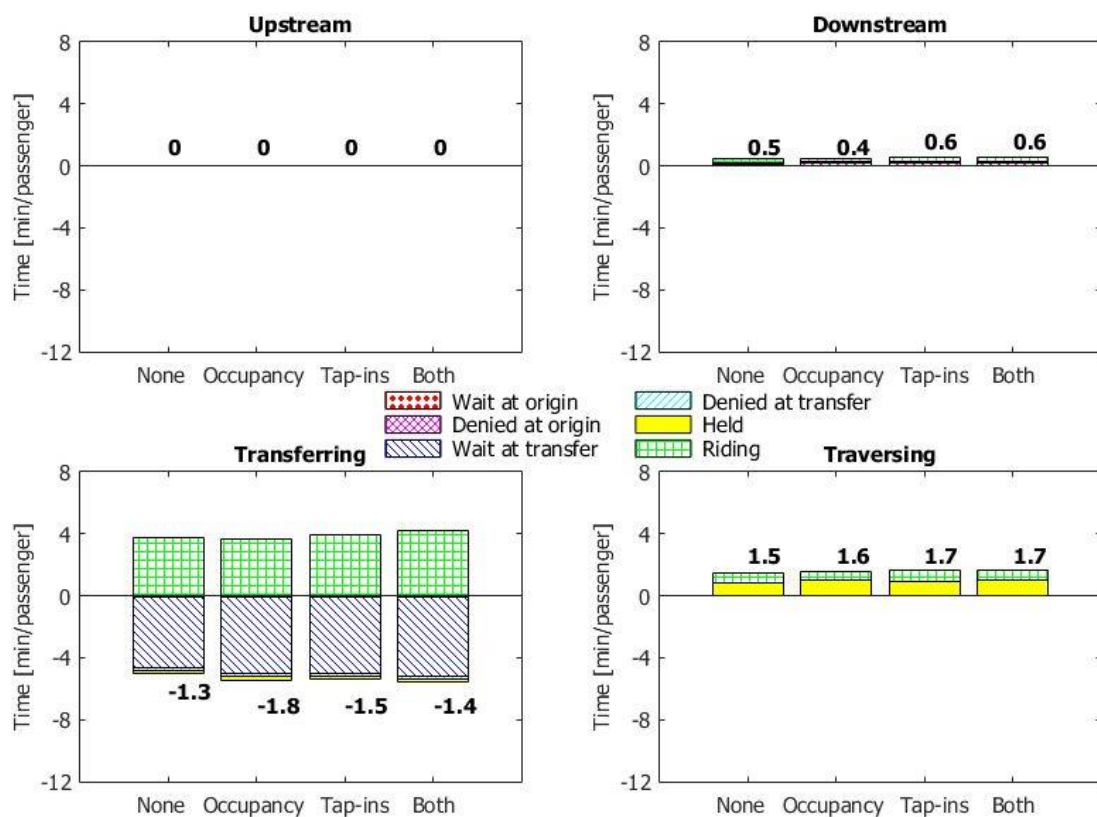 Upstream
8
4
0
-4
-8
-12
Time [min/passenger]
0 0 0 0
None Occupancy Tap-ins Both
Downstream
8
4
0
-4
-8
-12
Time [min/passenger]
0.5 0.4 0.6 0.6
None Occupancy Tap-ins Both
Wait at origin
Denied at origin
Wait at transfer
Denied at transfer
Held
Riding
Transferring
8
4
0
-4
-8
-12
Time [min/passenger]
-1.3 -1.8 -1.5 -1.4
None Occupancy Tap-ins Both
Traversing
8
4
0
-4
-8
-12
Time [min/passenger]
1.5 1.6 1.7 1.7
None Occupancy Tap-ins Both